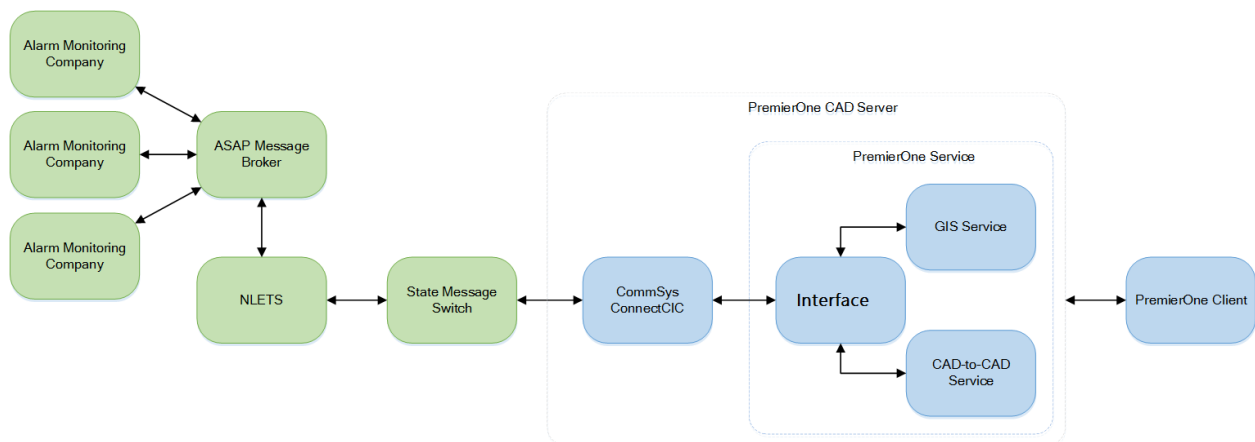 Alarm Monitoring
Company
Alarm Monitoring
Company
Alarm Monitoring
Company
ASAP Message
Broker
NLETS
State Message
Switch
PremierOne CAD Server
CommSys
ConnectCIC
PremierOne Service
Interface
GIS Service
CAD-to-CAD
Service
PremierOne Client